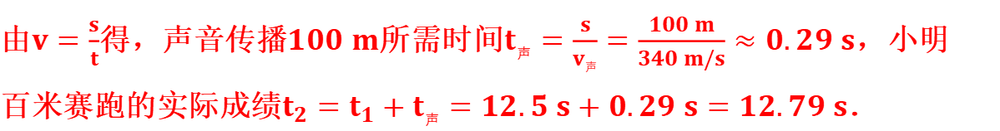 由v = s/t得，声音传播100 m所需时间t声 = s/v声 = 100 m/340 m/s ≈ 0.29 s，小明
百米赛跑的实际成绩t₂ = t₁ + t声 = 12.5 s + 0.29 s = 12.79 s.